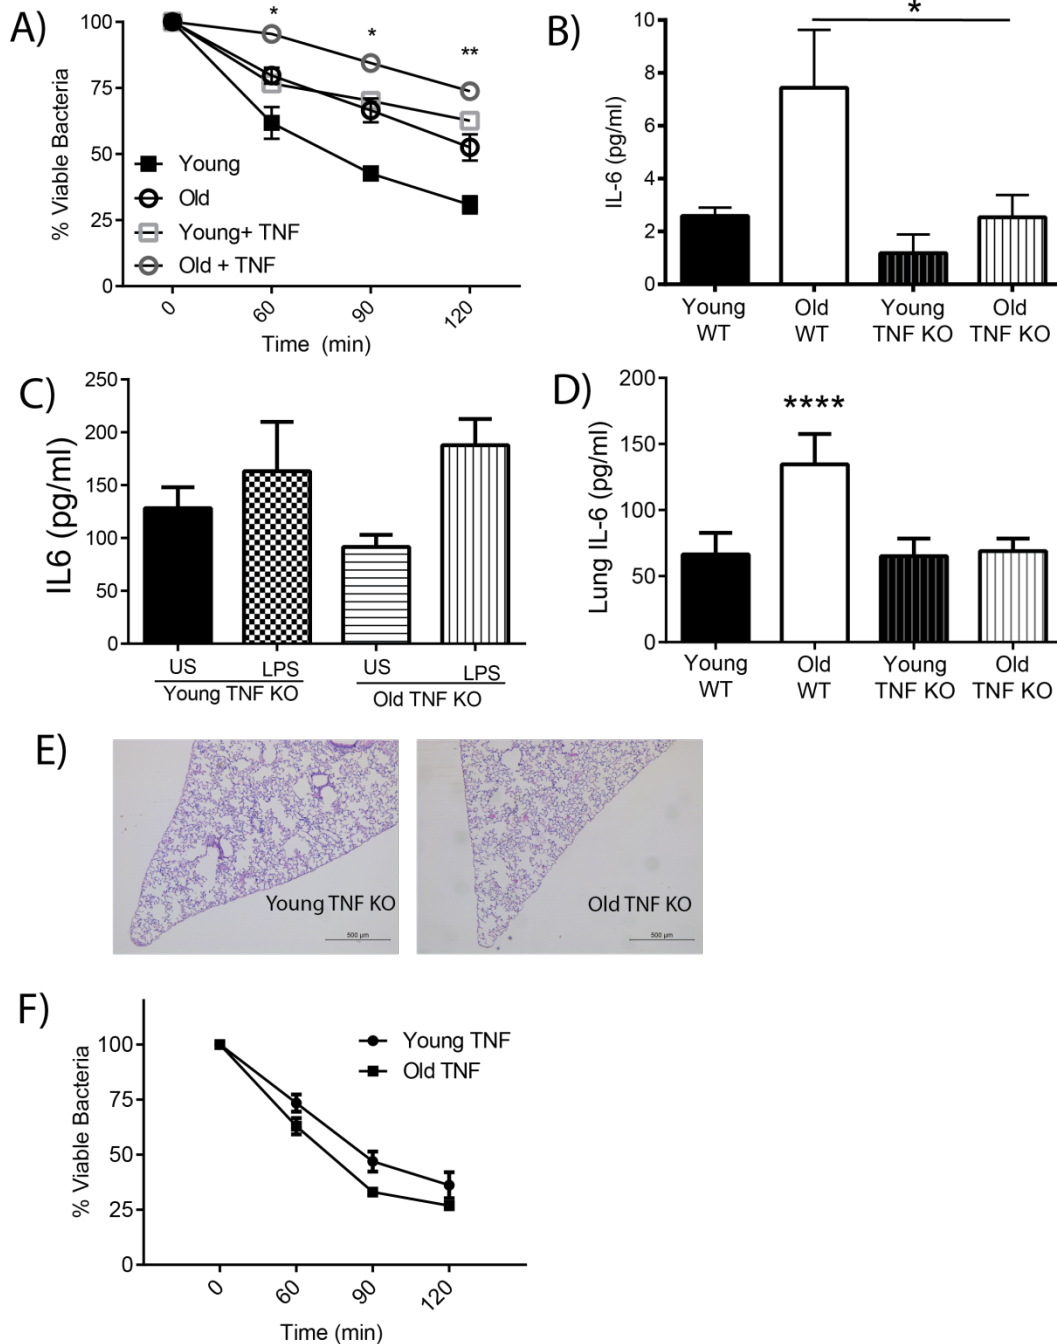 A)
% Viable Bacteria
100
75
50
25
0
* * **
Young
Old
Young+ TNF
Old + TNF
0 60 90 120
Time (min)
B)
IL-6 (pg/ml)
10
8
6
4
2
0
*
Young Old Young Old
WT WT TNF KO TNF KO
C)
IL6 (pg/ml)
250
200
150
100
50
0
US LPS US LPS
Young TNF KO Old TNF KO
D)
Lung IL-6 (pg/ml)
200
150
100
50
0
****
Young Old Young Old
WT WT TNF KO TNF KO
E)
Young TNF KO
500 µm
Old TNF KO
500 µm
F)
% Viable Bacteria
100
75
50
25
0
Young TNF
Old TNF
0 60 90 120
Time (min)